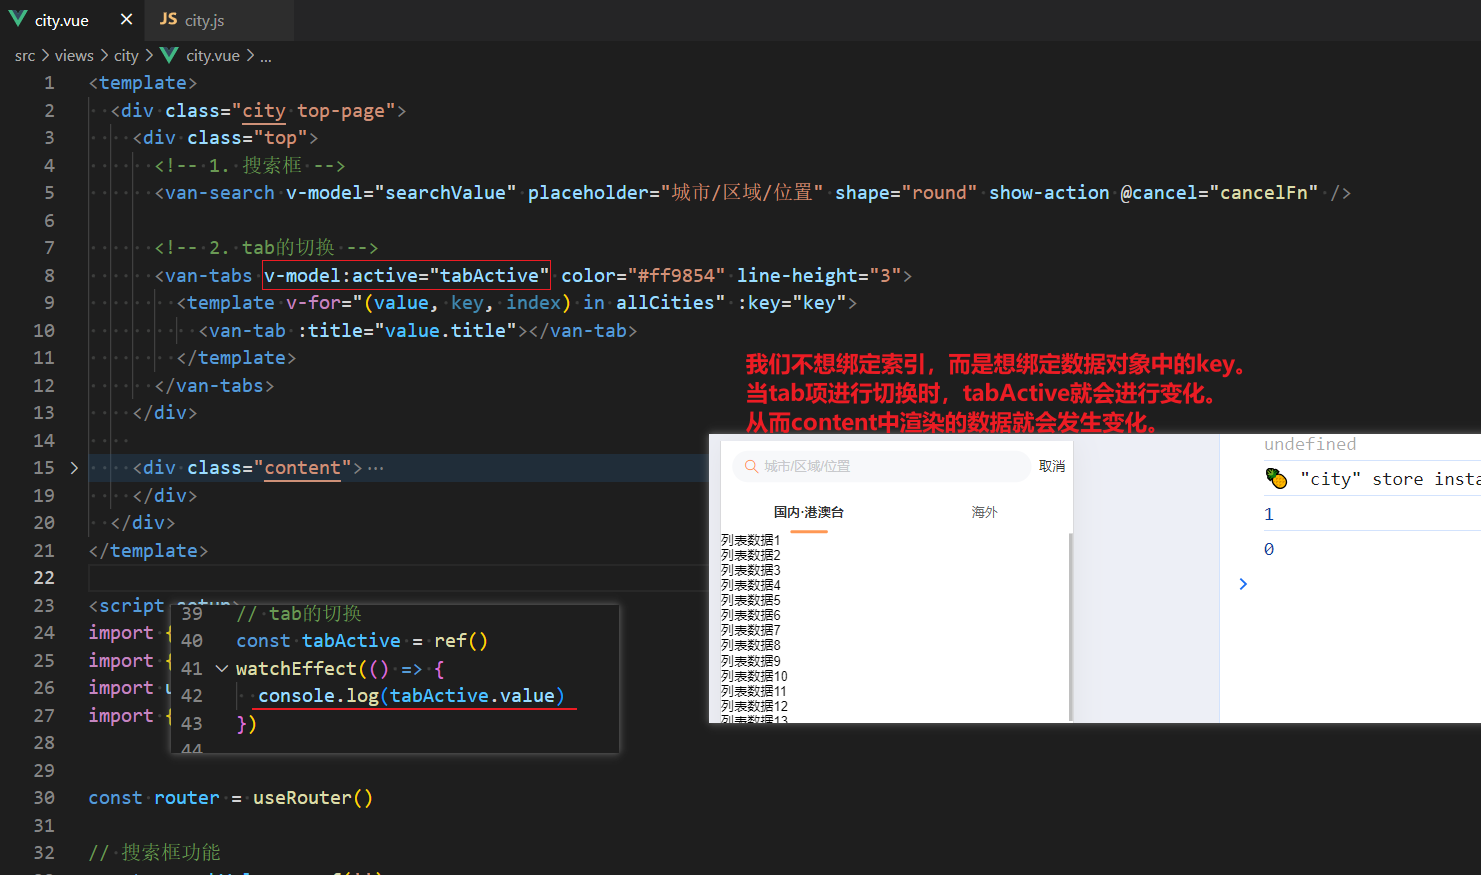 city.vue ×
JS city.js
src > views > city > city.vue > ...
1 <template>
2 <div class="city top-page">
3 <div class="top">
4 <!-- 1. 搜索框 -->
5 <van-search v-model="searchValue" placeholder="城市/区域/位置" shape="round" show-action @cancel="cancelFn" />
6
7 <!-- 2. tab的切换 -->
8 <van-tabs v-model:active="tabActive" color="#ff9854" line-height="3">
9 <template v-for="(value, key, index) in allCities" :key="key">
10 <van-tab :title="value.title"></van-tab>
11 </template>
12 </van-tabs>
13 </div>
14
15 <div class="content">…
19 </div>
20 </div>
21 </template>
22
23 <script setup>
24 import {
25 import {
26 import u
27 import {
28
29
30 const router = useRouter()
31
32 // 搜索框功能
39 // tab的切换
40 const tabActive = ref()
41 watchEffect(() => {
42 console.log(tabActive.value)
43 })
44
我们不想绑定索引，而是想绑定数据对象中的key。
当tab项进行切换时，tabActive就会进行变化。
从而content中渲染的数据就会发生变化。
城市/区域/位置 取消
国内·港澳台 海外
列表数据1
列表数据2
列表数据3
列表数据4
列表数据5
列表数据6
列表数据7
列表数据8
列表数据9
列表数据10
列表数据11
列表数据12
列表数据13
undefined
🍍 "city" store insta
1
0